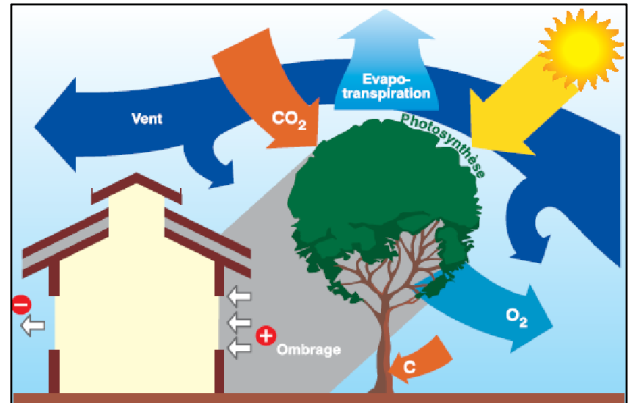 Evapo-
transpiration
Vent
CO₂
Photosynthèse
−
+
Ombrage
O₂
C